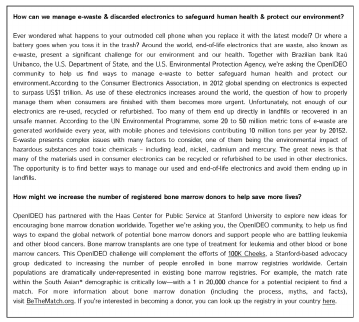 How can we manage e-waste & discarded electronics to safeguard human health & protect our environment?
Ever wondered what happens to your outmoded cell phone when you replace it with the latest model? Or where a
battery goes when you toss it in the trash? Around the world, end-of-life electronics that we waste, also known as
e-waste, present a significant challenge for our environment and our health. Together with Brazilian bank Itaú
Unibanco, the U.S. Department of State, and the U.S. Environmental Protection Agency, we're asking the OpenIDEO
community to help us find ways to manage e-waste to better safeguard human health and protect our
environment.According to the Consumer Electronics Association, in 2012 global spending on electronics is expected
to surpass US$1 trillion. As use of these electronics increases around the world, the question of how to properly
manage them when consumers are finished with them becomes more urgent. Unfortunately, not enough of our
electronics are re-used, recycled or refurbished. Too many of them end up directly in landfills or recovered in an
unsafe manner. According to the UN Environmental Programme, some 20 to 50 million metric tons of e-waste are
generated worldwide every year, with mobile phones and televisions contributing 10 million tons per year by 20152.
E-waste presents complex issues with many factors to consider, one of them being the environmental impact of
hazardous substances and toxic chemicals - including lead, nickel, cadmium and mercury. The great news is that
many of the materials used in consumer electronics can be recycled or refurbished to be used in other electronics.
The opportunity is to find better ways to manage our used and end-of-life electronics and avoid them ending up in
landfills.
How might we increase the number of registered bone marrow donors to help save more lives?
OpenIDEO has partnered with the Haas Center for Public Service at Stanford University to explore new ideas for
encouraging bone marrow donation worldwide. Together we're asking you, the OpenIDEO community, to help us find
ways to expand the global network of potential bone marrow donors and support people who are battling leukemia
and other blood cancers. Bone marrow transplants are one type of treatment for leukemia and other blood or bone
marrow cancers. This OpenIDEO challenge will complement the efforts of 100K Cheeks, a Stanford-based advocacy
group dedicated to increasing the number of people enrolled in bone marrow registries worldwide. Certain
populations are dramatically under-represented in existing bone marrow registries. For example, the match rate
within the South Asian* demographic is critically low—with a 1 in 20,000 chance for a potential recipient to find a
match. For more information about bone marrow donation (including the process, myths, and facts),
visit BeTheMatch.org. If you're interested in becoming a donor, you can look up the registry in your country here.